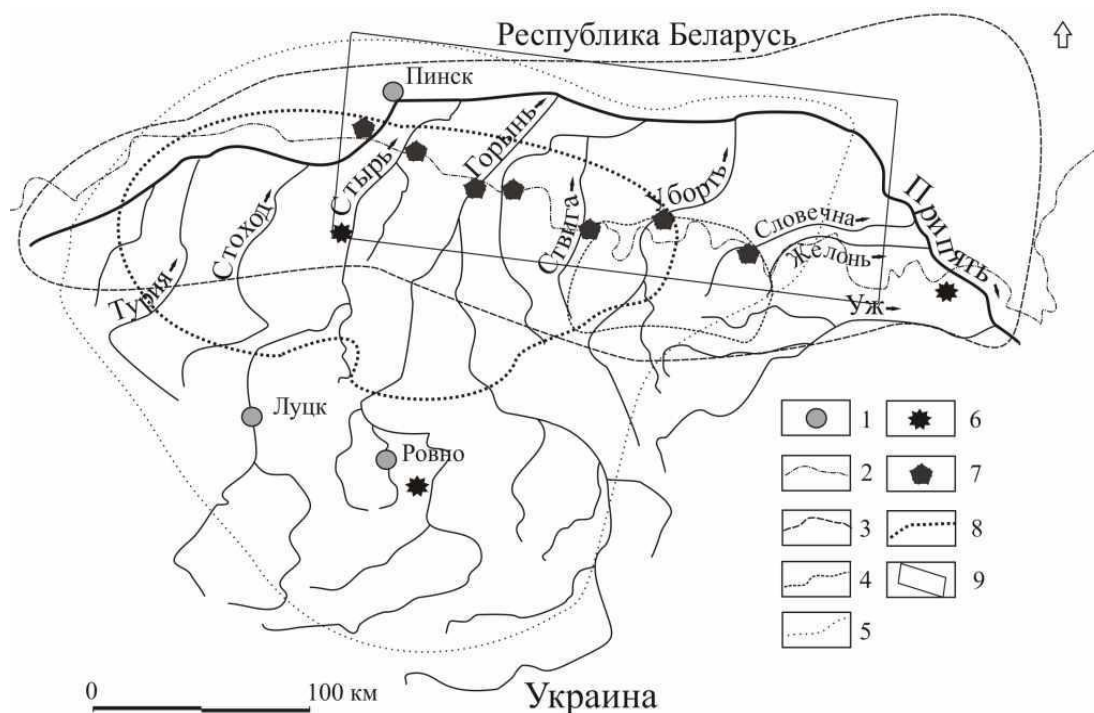 Республика Беларусь
Пинск
Стырь
Горынь
Стоход
Турия
Ствига
Уборть
Словечна
Желонь
Припять
Уж
Луцк
Ровно
1
6
2
7
3
8
4
9
5
0
100 км
Украина